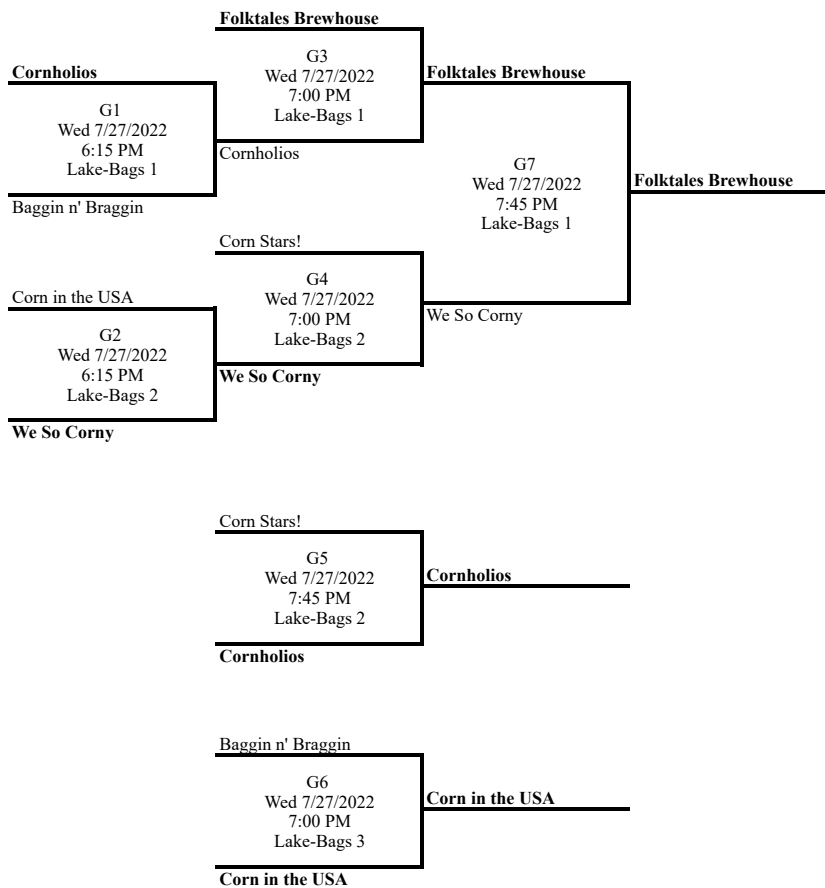 Folktales Brewhouse
G3
Wed 7/27/2022
7:00 PM
Lake-Bags 1
Cornholios
Folktales Brewhouse
G1
Wed 7/27/2022
6:15 PM
Lake-Bags 1
Cornholios
G7
Wed 7/27/2022
7:45 PM
Lake-Bags 1
Folktales Brewhouse
Baggin n' Braggin
Corn Stars!
G4
Wed 7/27/2022
7:00 PM
Lake-Bags 2
Corn in the USA
We So Corny
G2
Wed 7/27/2022
6:15 PM
Lake-Bags 2
We So Corny
We So Corny
Corn Stars!
G5
Wed 7/27/2022
7:45 PM
Lake-Bags 2
Cornholios
Cornholios
Baggin n' Braggin
G6
Wed 7/27/2022
7:00 PM
Lake-Bags 3
Corn in the USA
Corn in the USA